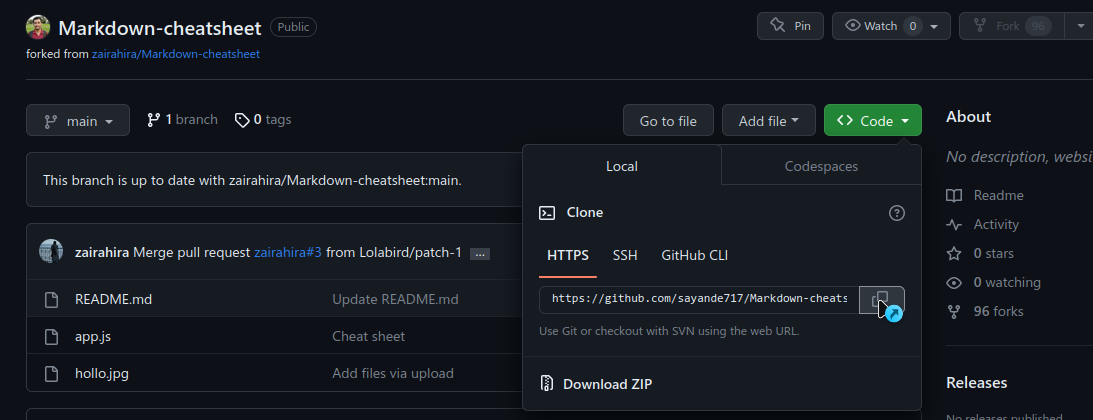 Markdown-cheatsheet Public Pin Watch 0 Fork 96
forked from zairahira/Markdown-cheatsheet
main 1 branch 0 tags Go to file Add file <> Code
This branch is up to date with zairahira/Markdown-cheatsheet:main.
zairahira Merge pull request zairahira#3 from Lolabird/patch-1 ...
README.md Update README.md
app.js Cheat sheet
hollo.jpg Add files via upload
Local Codespaces
Clone
HTTPS SSH GitHub CLI
https://github.com/sayande717/Markdown-cheats
Use Git or checkout with SVN using the web URL.
Download ZIP
About
No description, websi
Readme
Activity
0 stars
0 watching
96 forks
Releases
No releases published